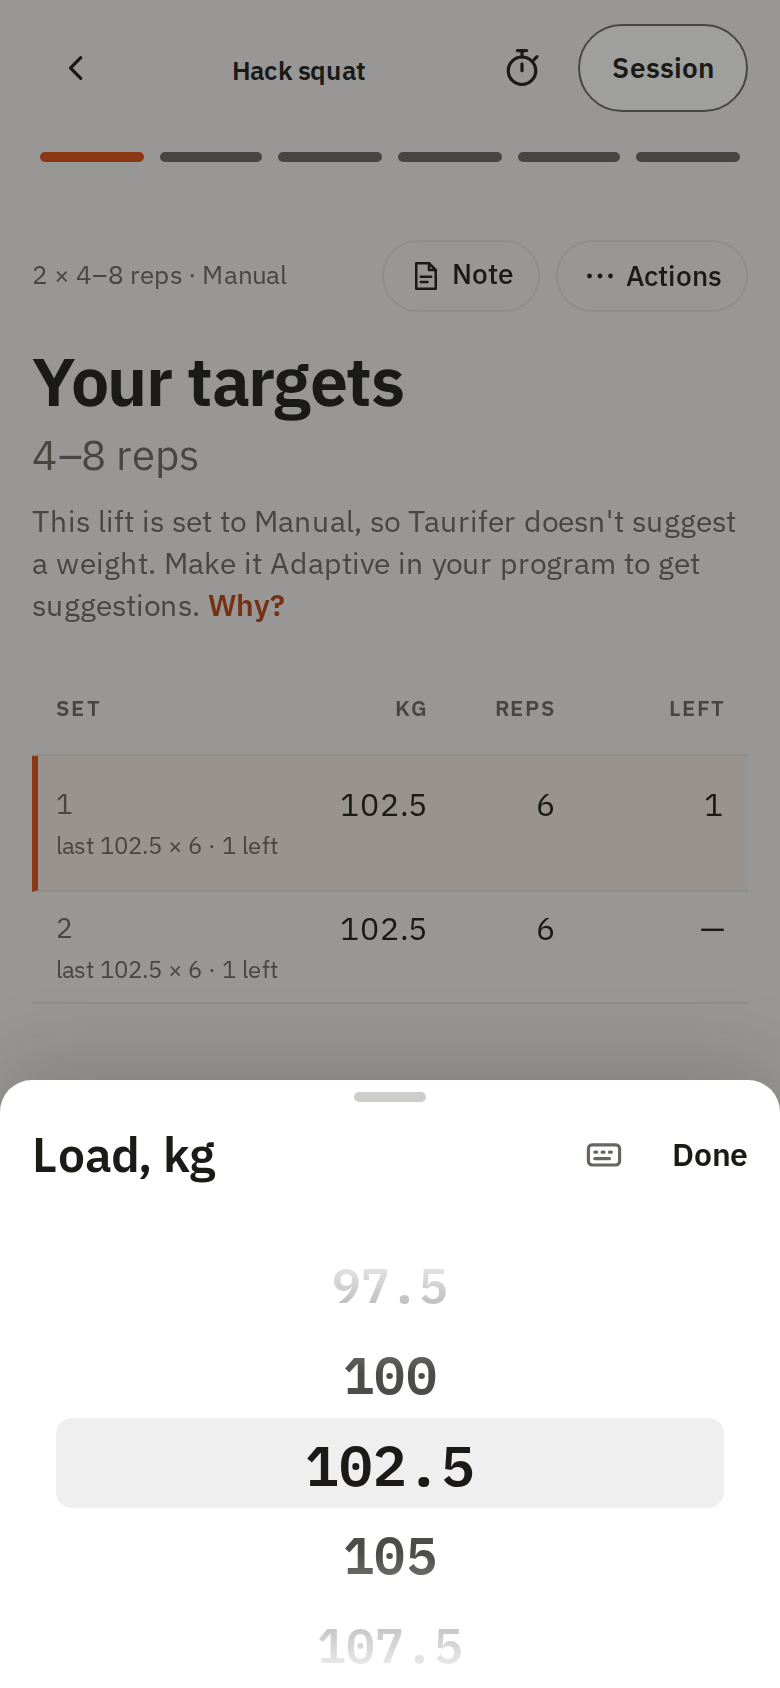 Hack squat
Session
2 × 4–8 reps · Manual
Note
··· Actions
Your targets
4–8 reps
This lift is set to Manual, so Taurifer doesn't suggest
a weight. Make it Adaptive in your program to get
suggestions. Why?
SET KG REPS LEFT
1 102.5 6 1
last 102.5 × 6 · 1 left
2 102.5 6 —
last 102.5 × 6 · 1 left
Load, kg
Done
97.5
100
102.5
105
107.5